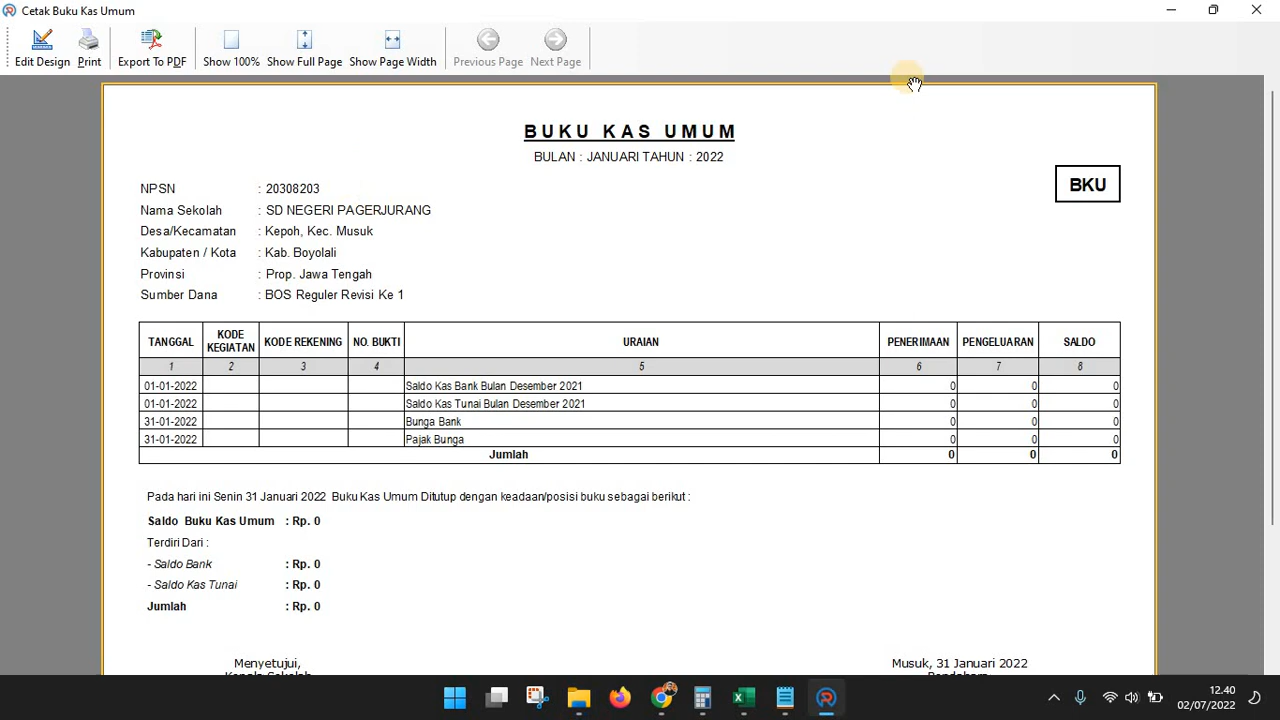 Cetak Buku Kas Umum
Edit Design Print Export To PDF Show 100% Show Full Page Show Page Width Previous Page Next Page
BUKU KAS UMUM
BULAN : JANUARI TAHUN : 2022
BKU
NPSN : 20308203
Nama Sekolah : SD NEGERI PAGERJURANG
Desa/Kecamatan : Kepoh, Kec. Musuk
Kabupaten / Kota : Kab. Boyolali
Provinsi : Prop. Jawa Tengah
Sumber Dana : BOS Reguler Revisi Ke 1
TANGGAL KODE KEGIATAN KODE REKENING NO. BUKTI URAIAN PENERIMAAN PENGELUARAN SALDO
1 2 3 4 5 6 7 8
01-01-2022 Saldo Kas Bank Bulan Desember 2021 0 0 0
01-01-2022 Saldo Kas Tunai Bulan Desember 2021 0 0 0
31-01-2022 Bunga Bank 0 0 0
31-01-2022 Pajak Bunga 0 0 0
Jumlah 0 0 0
Pada hari ini Senin 31 Januari 2022 Buku Kas Umum Ditutup dengan keadaan/posisi buku sebagai berikut :
Saldo Buku Kas Umum : Rp. 0
Terdiri Dari :
- Saldo Bank : Rp. 0
- Saldo Kas Tunai : Rp. 0
Jumlah : Rp. 0
Menyetujui, Musuk, 31 Januari 2022
12.40
02/07/2022